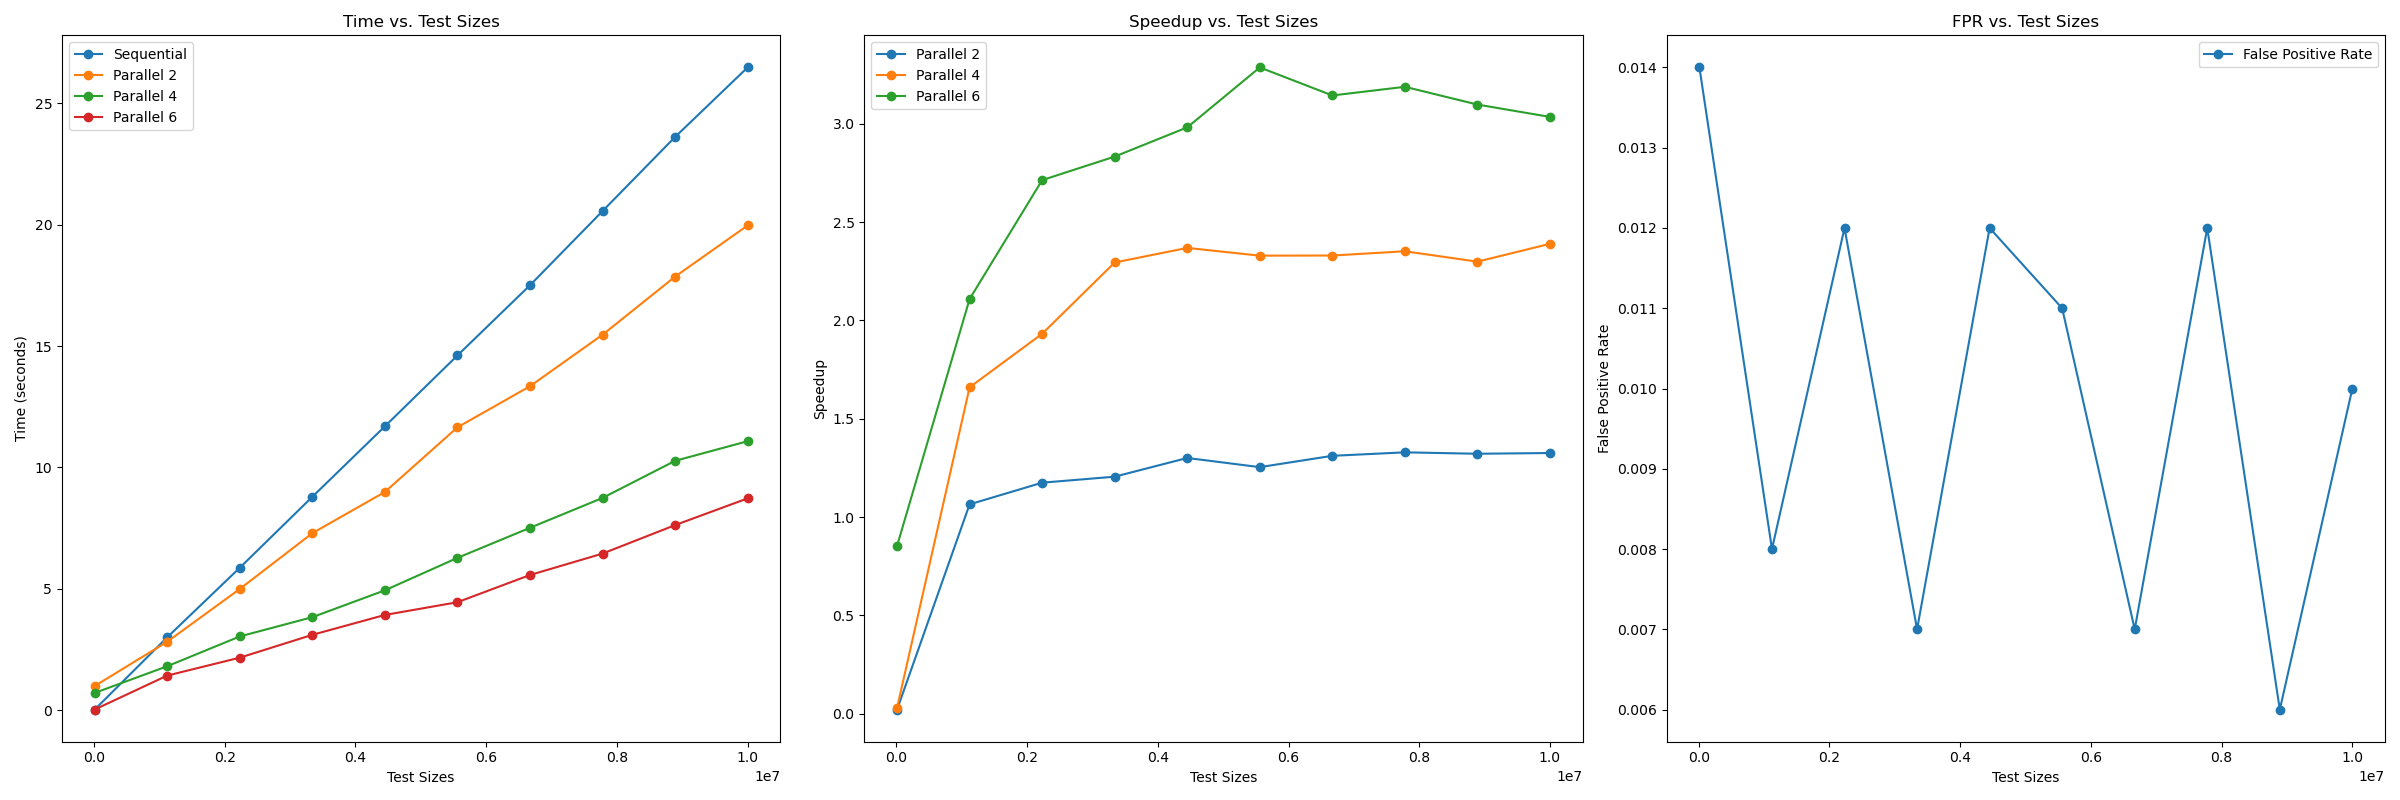 Time vs. Test Sizes
Sequential
Parallel 2
Parallel 4
Parallel 6
25
20
15
10
5
0
Time (seconds)
0.0 0.2 0.4 0.6 0.8 1.0
1e7
Test Sizes
Speedup vs. Test Sizes
Parallel 2
Parallel 4
Parallel 6
3.0
2.5
2.0
1.5
1.0
0.5
0.0
Speedup
0.0 0.2 0.4 0.6 0.8 1.0
1e7
Test Sizes
FPR vs. Test Sizes
False Positive Rate
0.014
0.013
0.012
0.011
0.010
0.009
0.008
0.007
0.006
False Positive Rate
0.0 0.2 0.4 0.6 0.8 1.0
1e7
Test Sizes